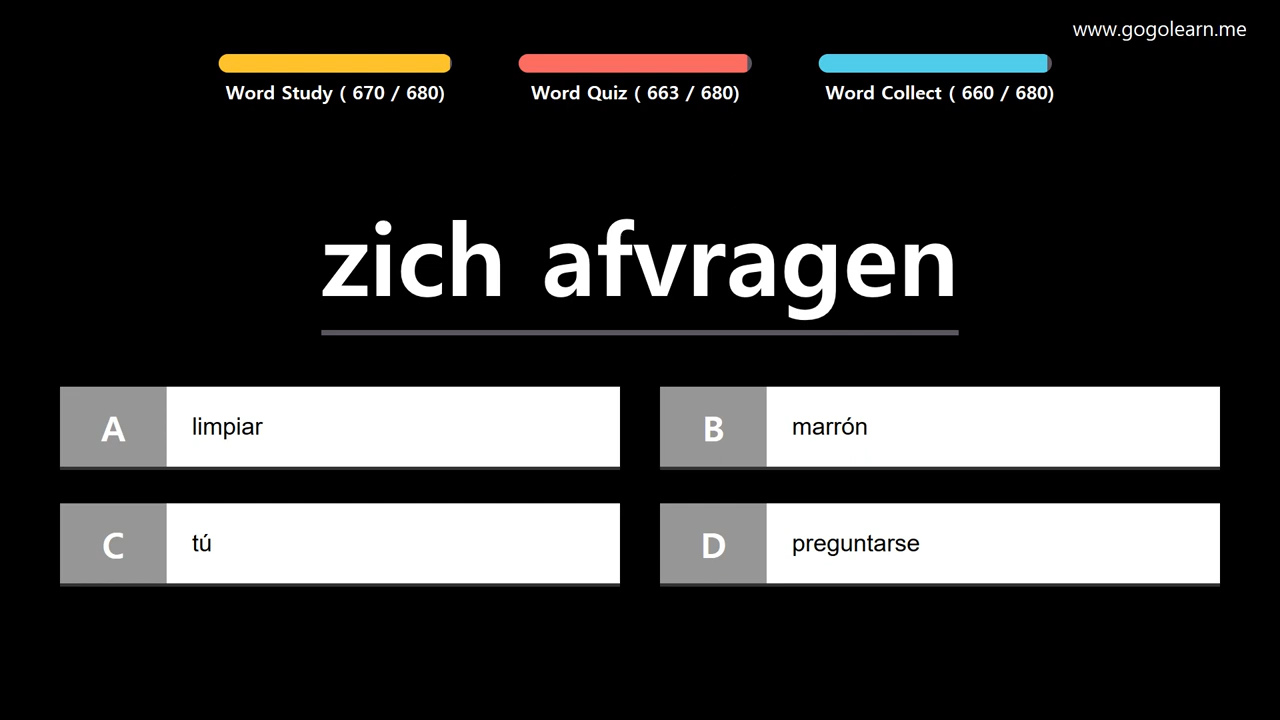 www.gogolearn.me
Word Study ( 670 / 680)
Word Quiz ( 663 / 680)
Word Collect ( 660 / 680)
zich afvragen
A limpiar
B marrón
C tú
D preguntarse